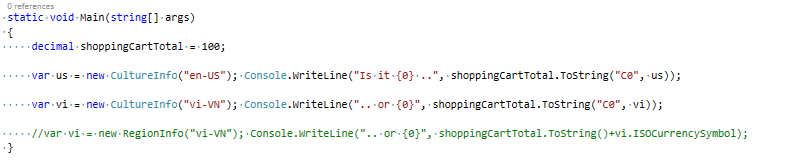 0 references
static void Main(string[] args)
{
decimal shoppingCartTotal = 100;
var us = new CultureInfo("en-US"); Console.WriteLine("Is it {0} ..", shoppingCartTotal.ToString("C0", us));
var vi = new CultureInfo("vi-VN"); Console.WriteLine(".. or {0}", shoppingCartTotal.ToString("C0", vi));
//var vi = new RegionInfo("vi-VN"); Console.WriteLine(".. or {0}", shoppingCartTotal.ToString()+vi.ISOCurrencySymbol);
}